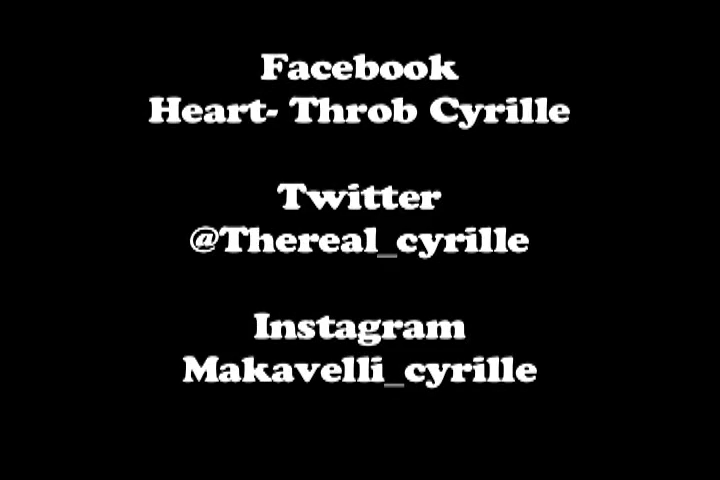 Facebook
Heart- Throb Cyrille
Twitter
@Thereal_cyrille
Instagram
Makavelli_cyrille